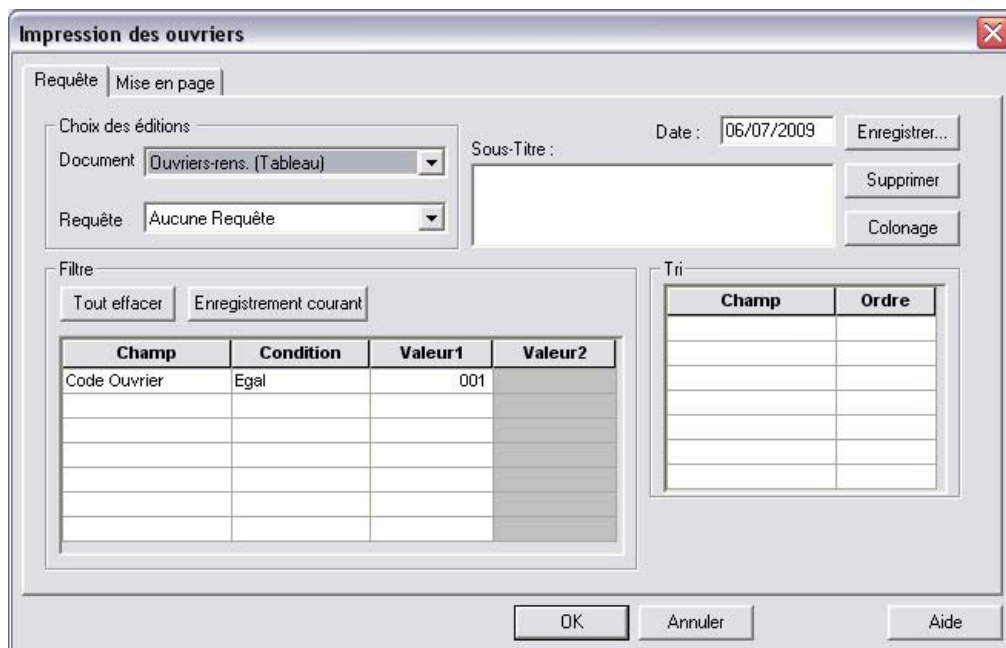 Impression des ouvriers
Requête
Mise en page
Choix des éditions
Document
Ouvriers-rens. (Tableau)
Requête
Aucune Requête
Sous-Titre :
Date :
06/07/2009
Enregistrer...
Supprimer
Colonage
Filtre
Tout effacer
Enregistrement courant
Champ
Condition
Valeur1
Valeur2
Code Ouvrier
Egal
001
Tri
Champ
Ordre
OK
Annuler
Aide